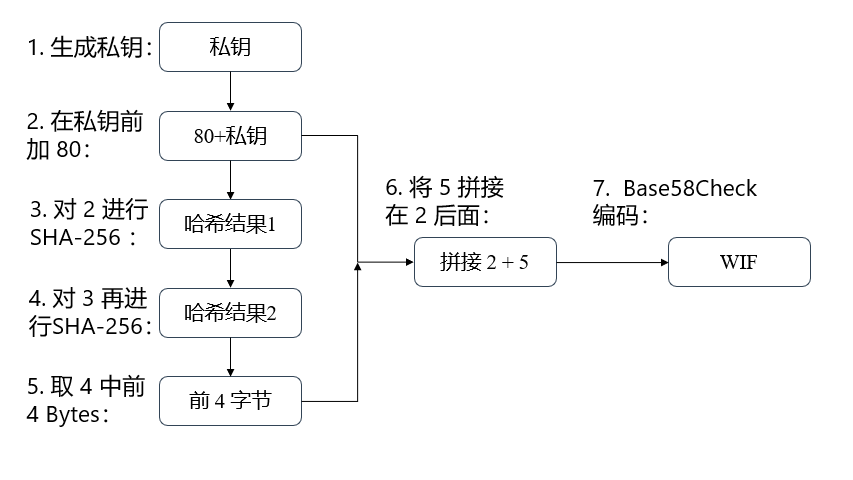 1. 生成私钥：
私钥
2. 在私钥前
加 80：
80+私钥
3. 对 2 进行
SHA-256 ：
哈希结果1
4. 对 3 再进
行SHA-256：
哈希结果2
5. 取 4 中前
4 Bytes：
前 4 字节
6. 将 5 拼接
在 2 后面：
拼接 2 + 5
7. Base58Check
编码：
WIF